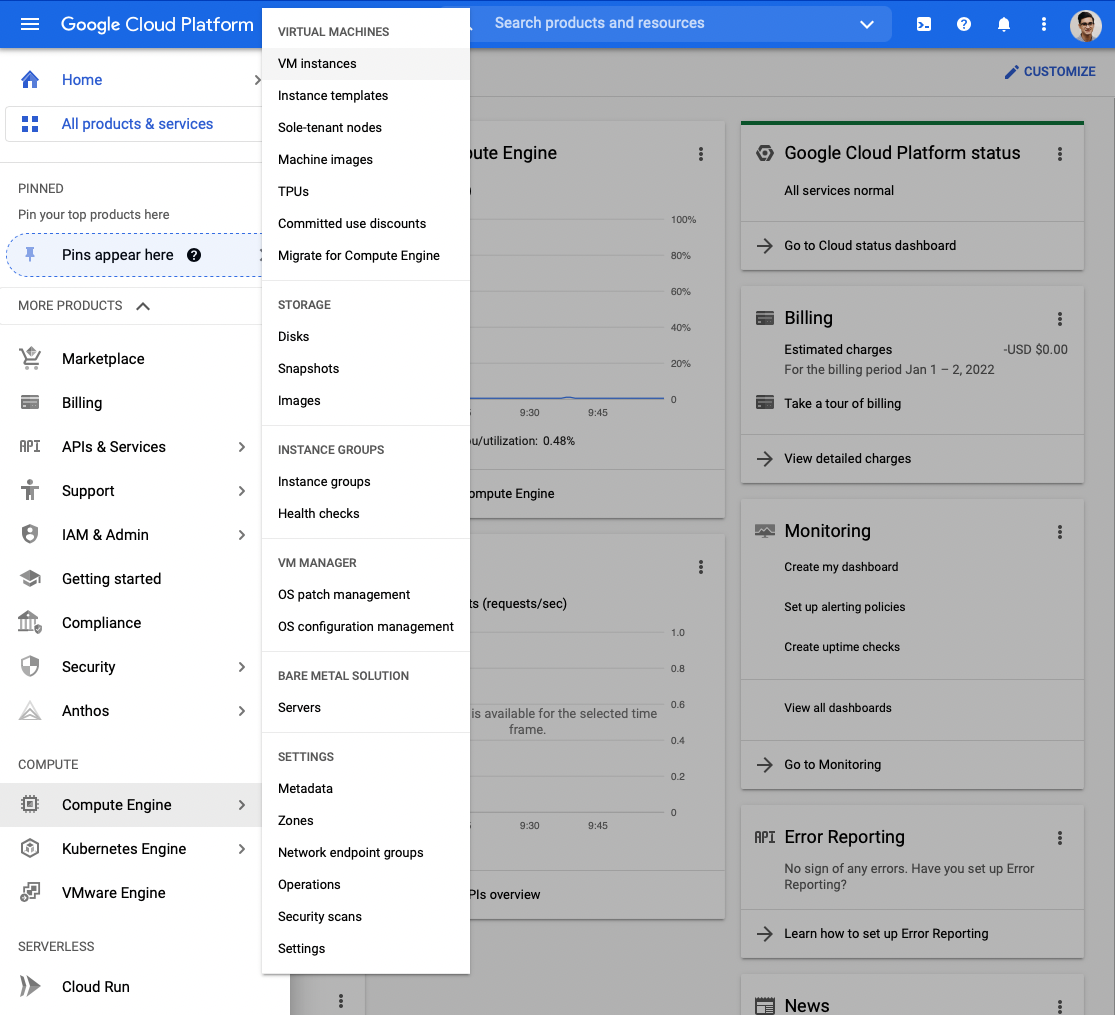 Google Cloud Platform
Search products and resources
Home
All products & services
PINNED
Pin your top products here
Pins appear here
MORE PRODUCTS
Marketplace
Billing
API
APIs & Services
Support
IAM & Admin
Getting started
Compliance
Security
Anthos
COMPUTE
Compute Engine
Kubernetes Engine
VMware Engine
SERVERLESS
Cloud Run
VIRTUAL MACHINES
VM instances
Instance templates
Sole-tenant nodes
Machine images
TPUs
Committed use discounts
Migrate for Compute Engine
STORAGE
Disks
Snapshots
Images
INSTANCE GROUPS
Instance groups
Health checks
VM MANAGER
OS patch management
OS configuration management
BARE METAL SOLUTION
Servers
SETTINGS
Metadata
Zones
Network endpoint groups
Operations
Security scans
Settings
CUSTOMIZE
ute Engine
100%
80%
60%
40%
20%
0
9:30 9:45
u/utilization: 0.48%
ompute Engine
ts (requests/sec)
1.0
0.8
0.6
0.4
0.2
0
is available for the selected time
frame.
9:30 9:45
PIs overview
Google Cloud Platform status
All services normal
Go to Cloud status dashboard
Billing
Estimated charges -USD $0.00
For the billing period Jan 1 – 2, 2022
Take a tour of billing
View detailed charges
Monitoring
Create my dashboard
Set up alerting policies
Create uptime checks
View all dashboards
Go to Monitoring
API
Error Reporting
No sign of any errors. Have you set up Error
Reporting?
Learn how to set up Error Reporting
News